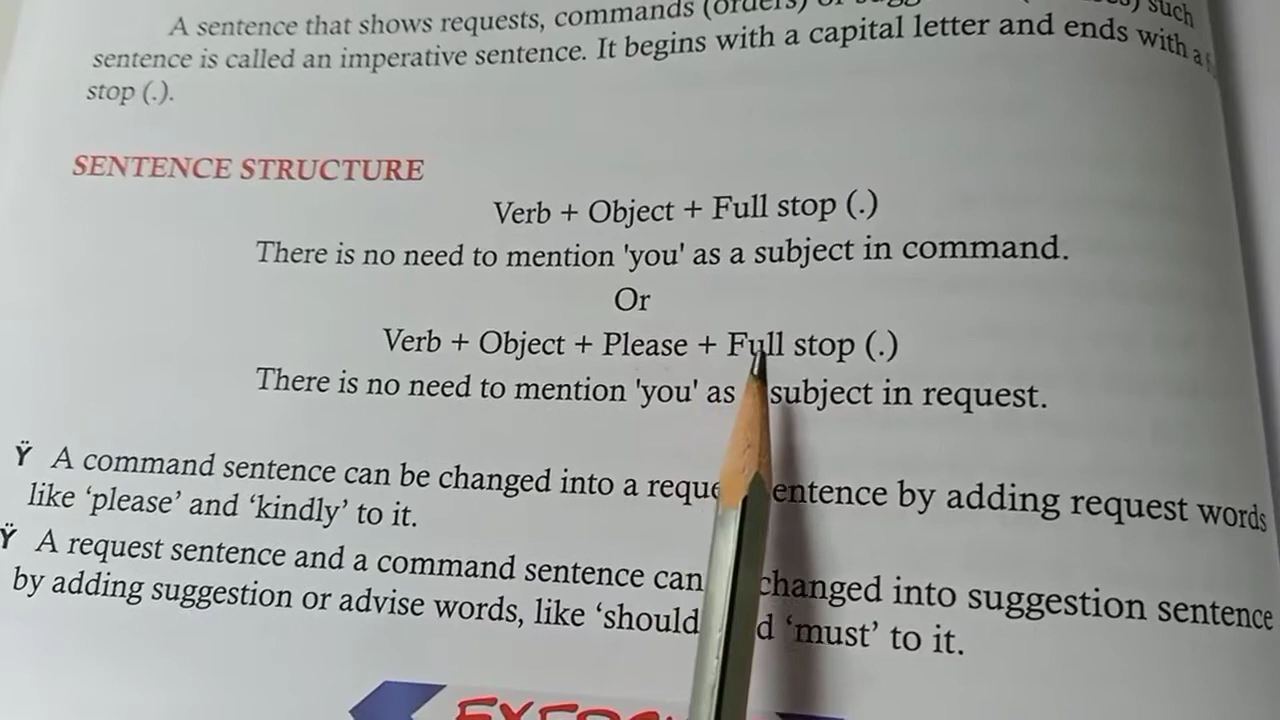 A sentence that shows requests, commands (orders) or such
sentence is called an imperative sentence. It begins with a capital letter and ends with a
stop (.).
SENTENCE STRUCTURE
Verb + Object + Full stop (.)
There is no need to mention 'you' as a subject in command.
Or
Verb + Object + Please + Full stop (.)
There is no need to mention 'you' as subject in request.
Ÿ A command sentence can be changed into a entence by adding request words
like ‘please’ and ‘kindly’ to it.
Ÿ A request sentence and a command sentence can changed into suggestion sentence
by adding suggestion or advise words, like ‘should ‘must’ to it.